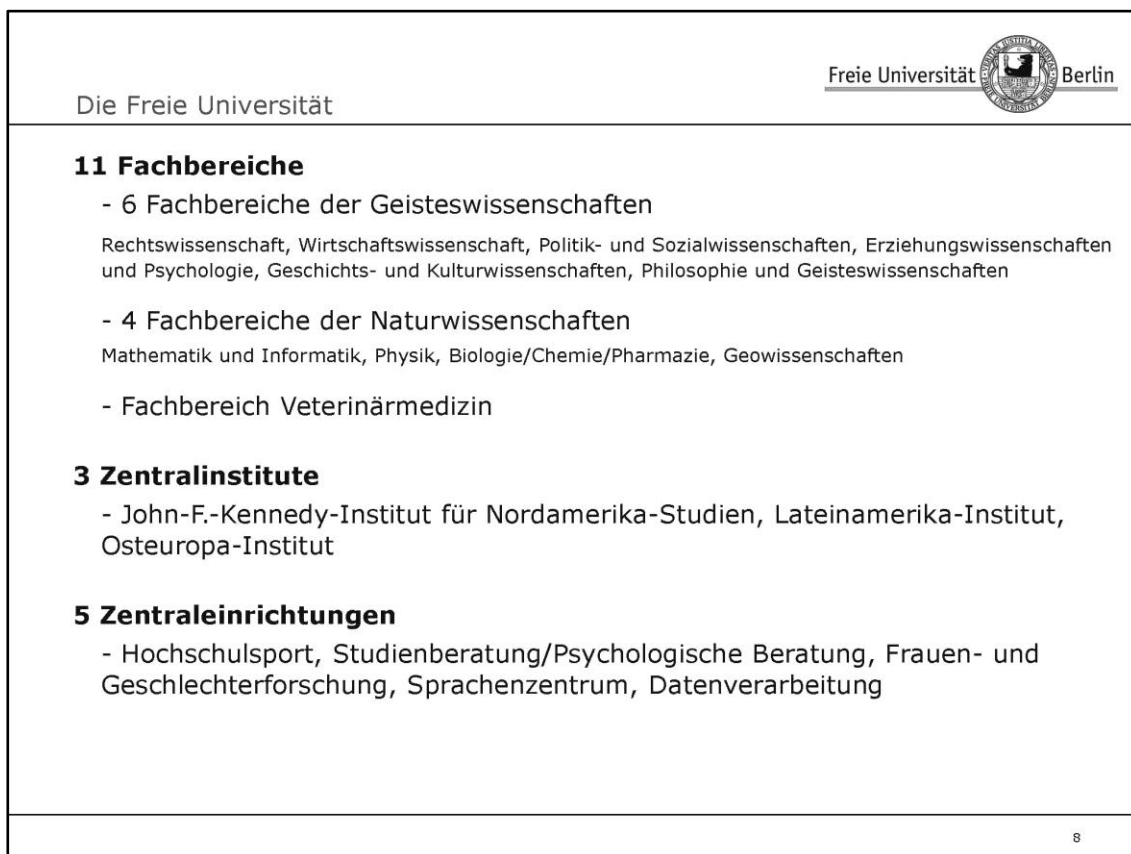 Freie Universität Berlin
Die Freie Universität
11 Fachbereiche
- 6 Fachbereiche der Geisteswissenschaften
Rechtswissenschaft, Wirtschaftswissenschaft, Politik- und Sozialwissenschaften, Erziehungswissenschaften
und Psychologie, Geschichts- und Kulturwissenschaften, Philosophie und Geisteswissenschaften
- 4 Fachbereiche der Naturwissenschaften
Mathematik und Informatik, Physik, Biologie/Chemie/Pharmazie, Geowissenschaften
- Fachbereich Veterinärmedizin
3 Zentralinstitute
- John-F.-Kennedy-Institut für Nordamerika-Studien, Lateinamerika-Institut,
Osteuropa-Institut
5 Zentraleinrichtungen
- Hochschulsport, Studienberatung/Psychologische Beratung, Frauen- und
Geschlechterforschung, Sprachenzentrum, Datenverarbeitung
8